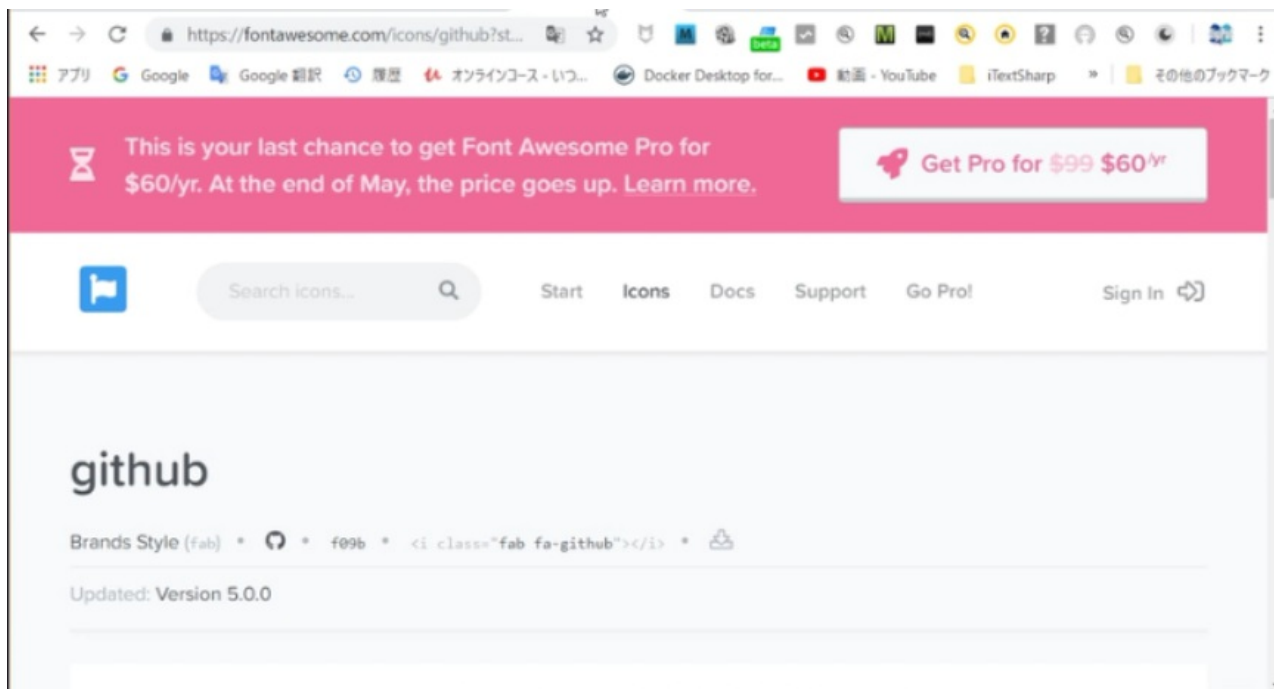 https://fontawesome.com/icons/github?st...
beta
アプリ Google Google 翻訳 履歴 オンラインコース - いつ... Docker Desktop for... 動画 - YouTube iTextSharp » その他のブックマーク
This is your last chance to get Font Awesome Pro for
$60/yr. At the end of May, the price goes up. Learn more.
Get Pro for $99 $60/yr
Search icons... Start Icons Docs Support Go Pro! Sign In
github
Brands Style (fab) • • f09b • <i class="fab fa-github"></i> •
Updated: Version 5.0.0